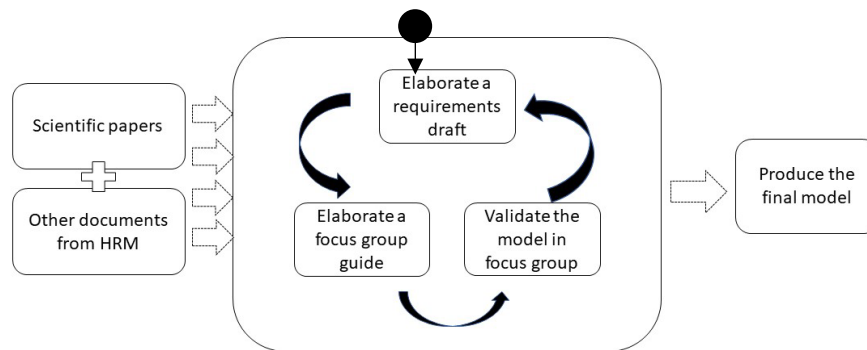 Scientific papers
Other documents
from HRM
Elaborate a
requirements
draft
Elaborate a
focus group
guide
Validate the
model in
focus group
Produce the
final model